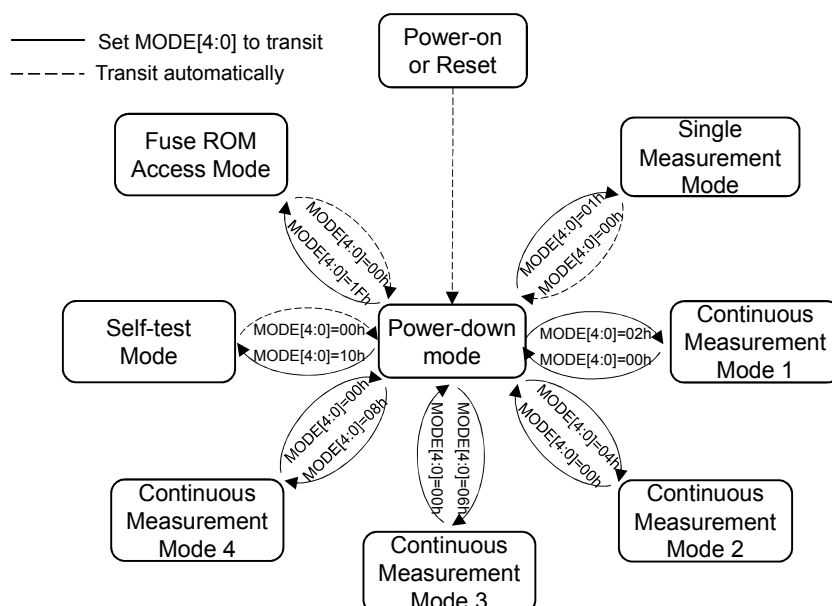 Set MODE[4:0] to transit
Transit automatically
Power-on
or Reset
Fuse ROM
Access Mode
Single
Measurement
Mode
MODE[4:0]=00h
MODE[4:0]=1Fh
MODE[4:0]=01h
MODE[4:0]=00h
Self-test
Mode
MODE[4:0]=00h
MODE[4:0]=10h
Power-down
mode
MODE[4:0]=02h
MODE[4:0]=00h
Continuous
Measurement
Mode 1
MODE[4:0]=00h
MODE[4:0]=08h
MODE[4:0]=00h
MODE[4:0]=06h
MODE[4:0]=04h
MODE[4:0]=00h
Continuous
Measurement
Mode 4
Continuous
Measurement
Mode 3
Continuous
Measurement
Mode 2